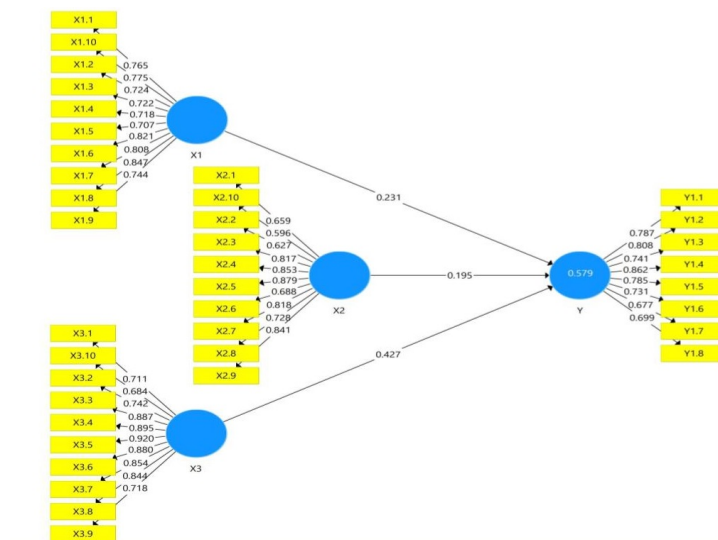 X1.1
X1.10
X1.2
X1.3
X1.4
X1.5
X1.6
X1.7
X1.8
X1.9
0.765
0.775
0.724
0.722
0.718
0.707
0.821
0.808
0.847
0.744
X1
0.231
X2.1
X2.10
X2.2
X2.3
X2.4
X2.5
X2.6
X2.7
X2.8
X2.9
0.659
0.596
0.627
0.817
0.853
0.879
0.688
0.818
0.728
0.841
X2
0.195
X3.1
X3.10
X3.2
X3.3
X3.4
X3.5
X3.6
X3.7
X3.8
X3.9
0.711
0.684
0.742
0.887
0.895
0.920
0.880
0.854
0.844
0.718
X3
0.427
0.579
Y
0.787
0.808
0.741
0.862
0.785
0.731
0.677
0.699
Y1.1
Y1.2
Y1.3
Y1.4
Y1.5
Y1.6
Y1.7
Y1.8